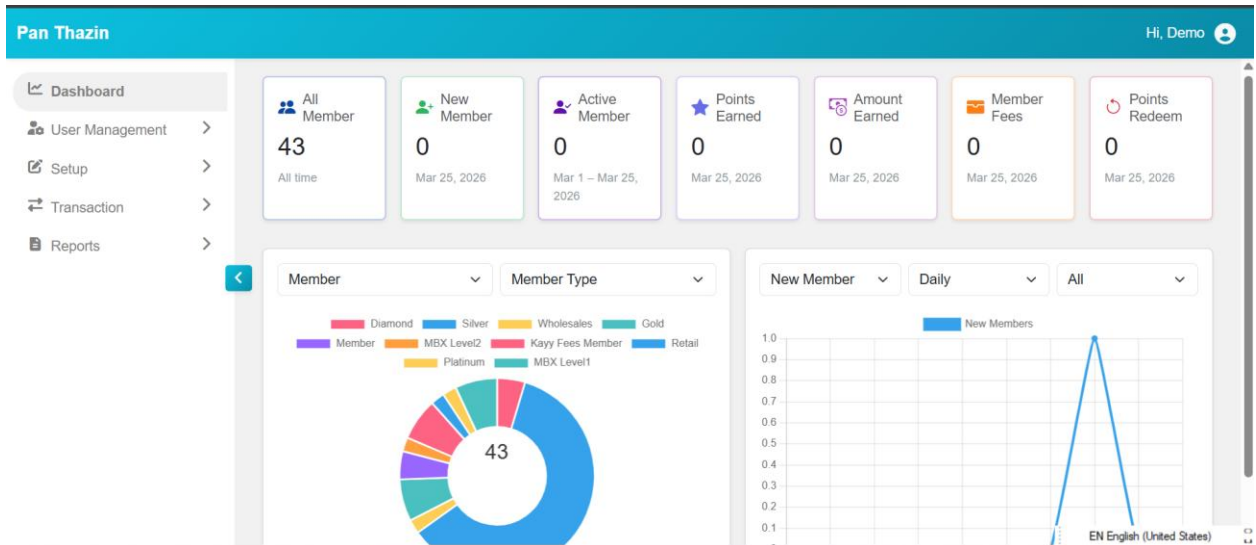 Pan Thazin
Hi, Demo
Dashboard
User Management
Setup
Transaction
Reports
All Member
43
All time
New Member
0
Mar 25, 2026
Active Member
0
Mar 1 – Mar 25, 2026
Points Earned
0
Mar 25, 2026
Amount Earned
0
Mar 25, 2026
Member Fees
0
Mar 25, 2026
Points Redeem
0
Mar 25, 2026
Member
Member Type
Diamond Silver Wholesales Gold
Member MBX Level2 Kayy Fees Member Retail
Platinum MBX Level1
43
New Member
Daily
All
New Members
1.0
0.9
0.8
0.7
0.6
0.5
0.4
0.3
0.2
0.1
EN English (United States)